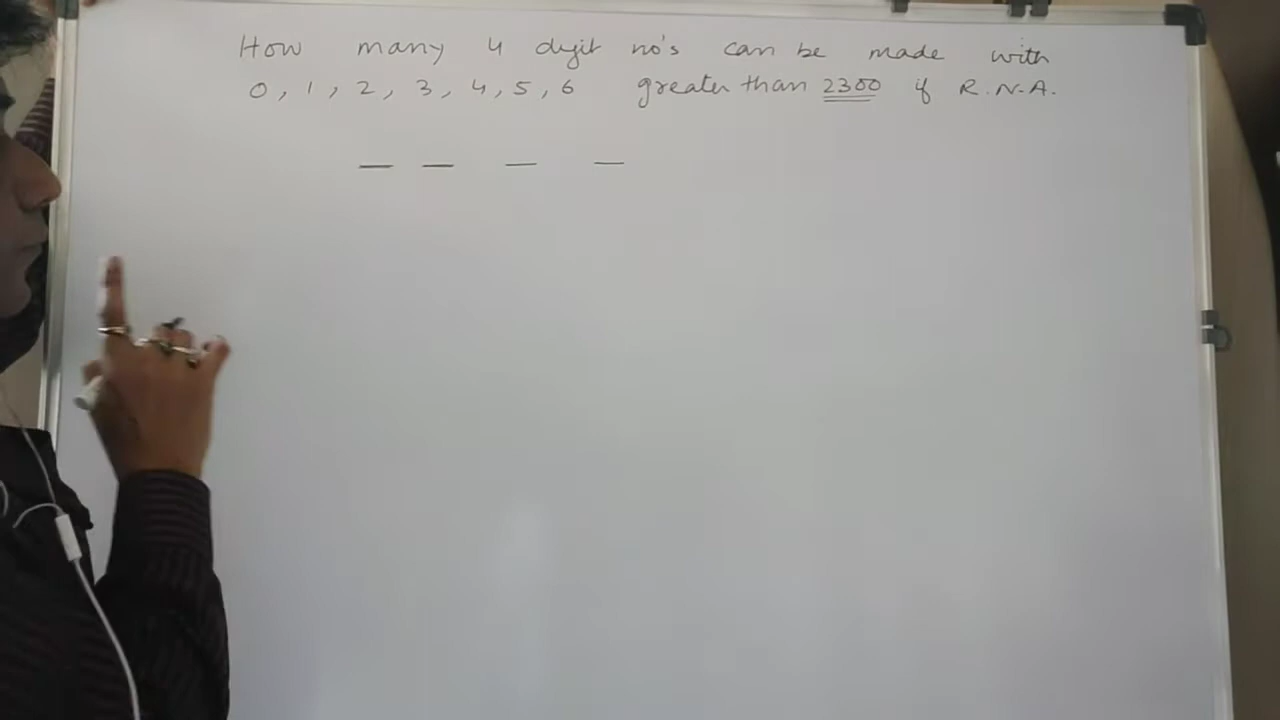 How many 4 digit no's can be made with
0, 1, 2, 3, 4, 5, 6 greater than 2300 if R.N.A.